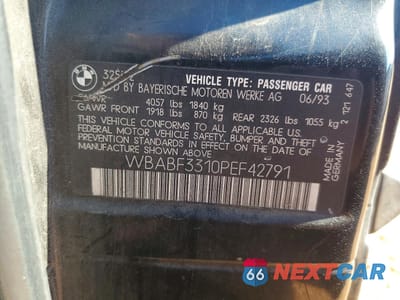 VEHICLE TYPE: PASSENGER CAR
MFD BY BAYERISCHE MOTOREN WERKE AG 06/93
GVWR 4057 lbs 1840 kg
GAWR FRONT 1918 lbs 870 kg REAR 2326 lbs 1055 kg
THIS VEHICLE CONFORMS TO ALL APPLICABLE U.S.
FEDERAL MOTOR VEHICLE SAFETY, BUMPER, AND
THEFT PREVENTION STANDARDS IN EFFECT ON THE DATE
OF MANUFACTURE SHOWN ABOVE.
WBABF3310PEF42791
MADE IN GERMANY
2 121 647
66 NEXTCAR